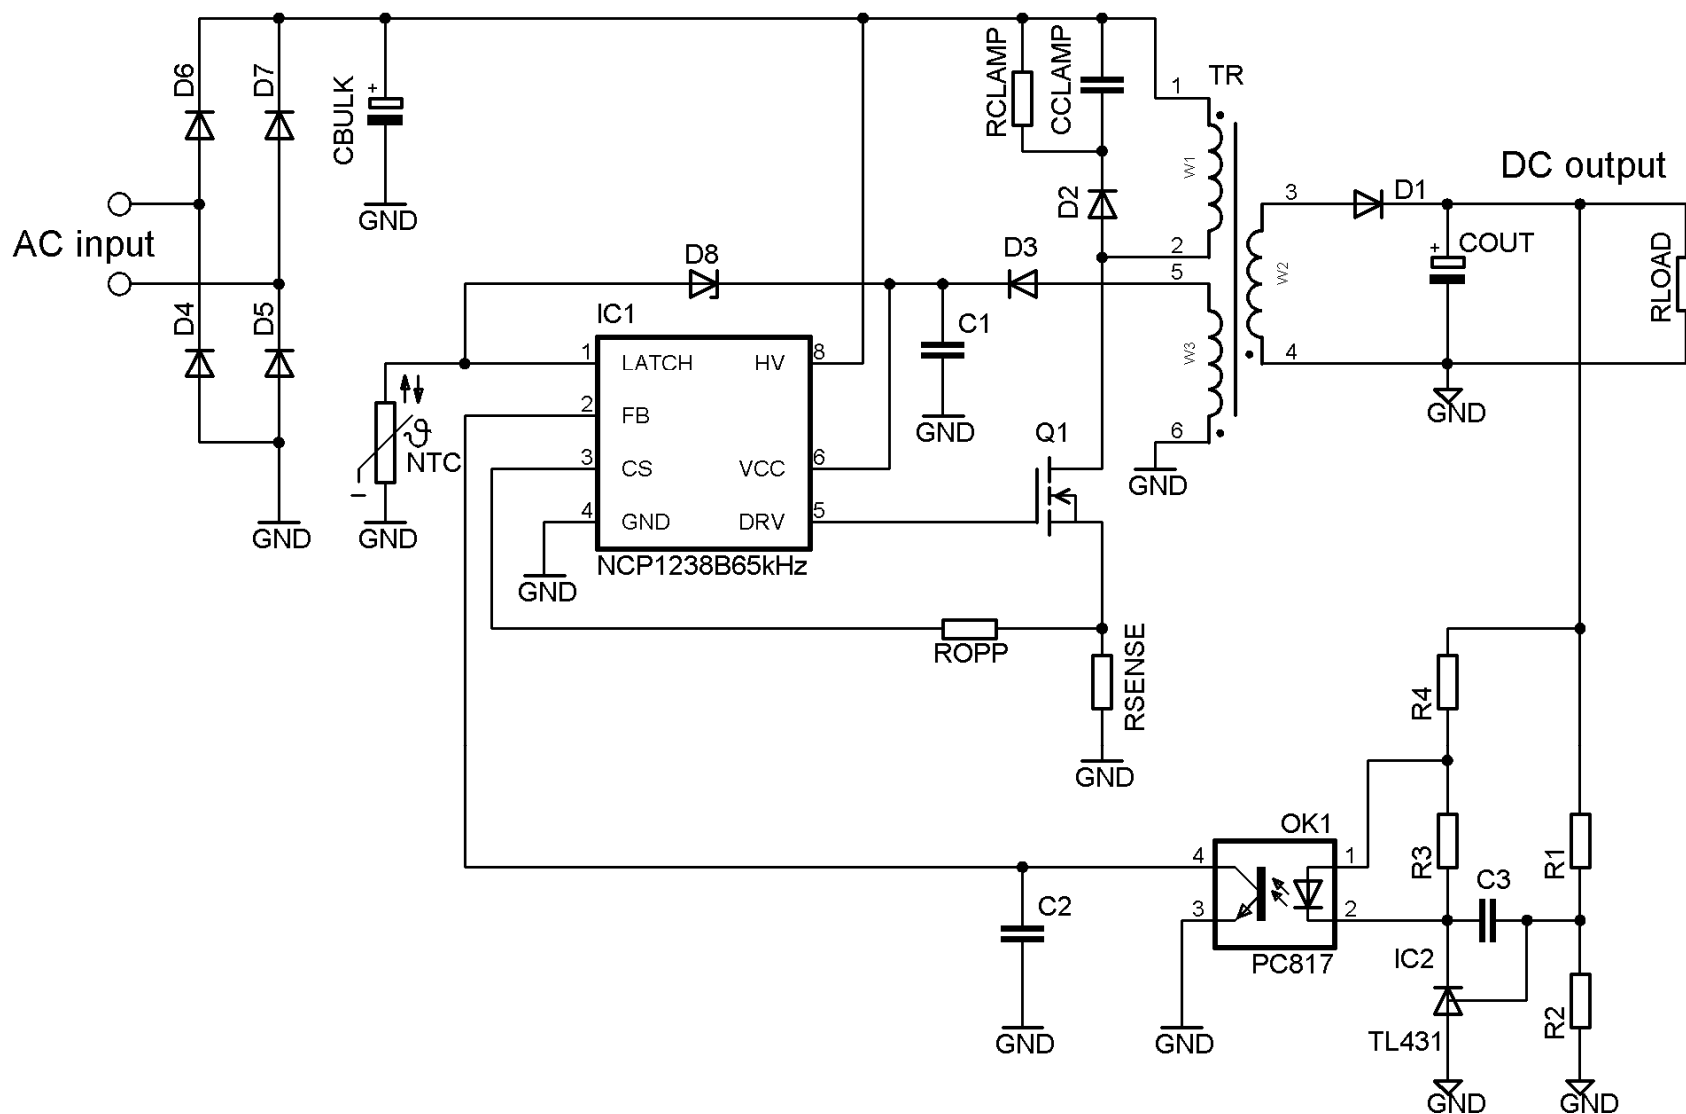 D6
D7
CBULK
+
GND
RCLAMP
CCLAMP
TR
1
W1
D2
2
5
3
D1
DC output
+
COUT
RLOAD
W2
4
GND
AC input
D4
D5
D8
D3
C1
GND
W3
6
GND
IC1
1
LATCH
HV
8
2
FB
3
CS
VCC
6
4
GND
DRV
5
NCP1238B65kHz
ϑ
NTC
GND
GND
GND
Q1
ROPP
RSENSE
GND
R4
R3
R1
OK1
4
1
3
2
PC817
C2
GND
GND
C3
IC2
TL431
R2
GND
GND